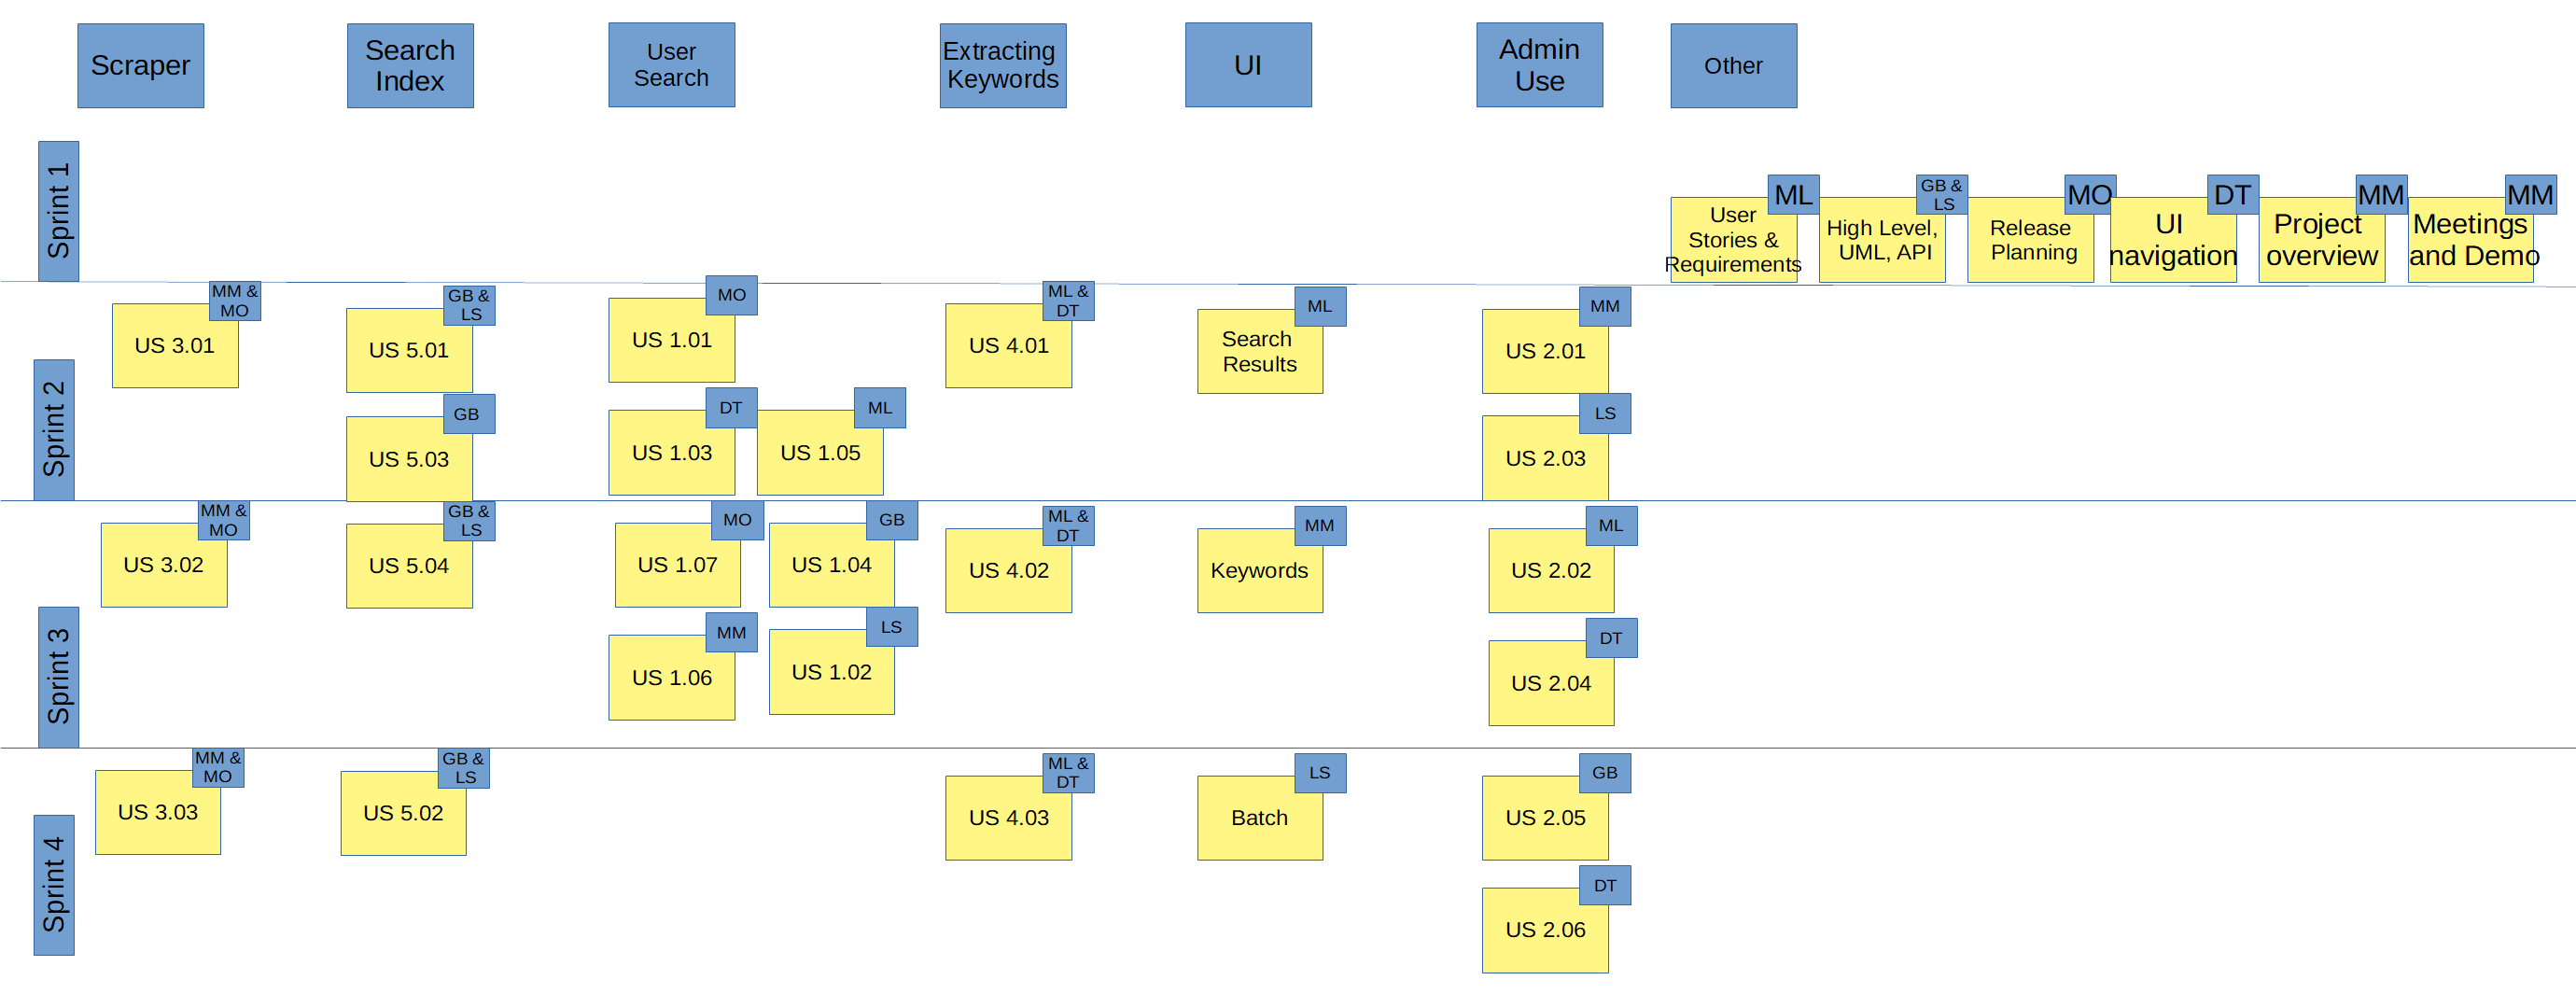 Scraper
Search
Index
User
Search
Extracting
Keywords
UI
Admin
Use
Other
Sprint 1
ML
User
Stories &
Requirements
GB &
LS
High Level,
UML, API
MO
Release
Planning
DT
UI
navigation
MM
Project
overview
MM
Meetings
and Demo
Sprint 2
MM &
MO
US 3.01
GB &
LS
US 5.01
GB
US 5.03
MO
US 1.01
DT
US 1.03
ML
US 1.05
ML &
DT
US 4.01
ML
Search
Results
MM
US 2.01
LS
US 2.03
Sprint 3
MM &
MO
US 3.02
GB &
LS
US 5.04
MO
US 1.07
GB
US 1.04
MM
US 1.06
LS
US 1.02
ML &
DT
US 4.02
MM
Keywords
ML
US 2.02
DT
US 2.04
Sprint 4
MM &
MO
US 3.03
GB &
LS
US 5.02
ML &
DT
US 4.03
LS
Batch
GB
US 2.05
DT
US 2.06